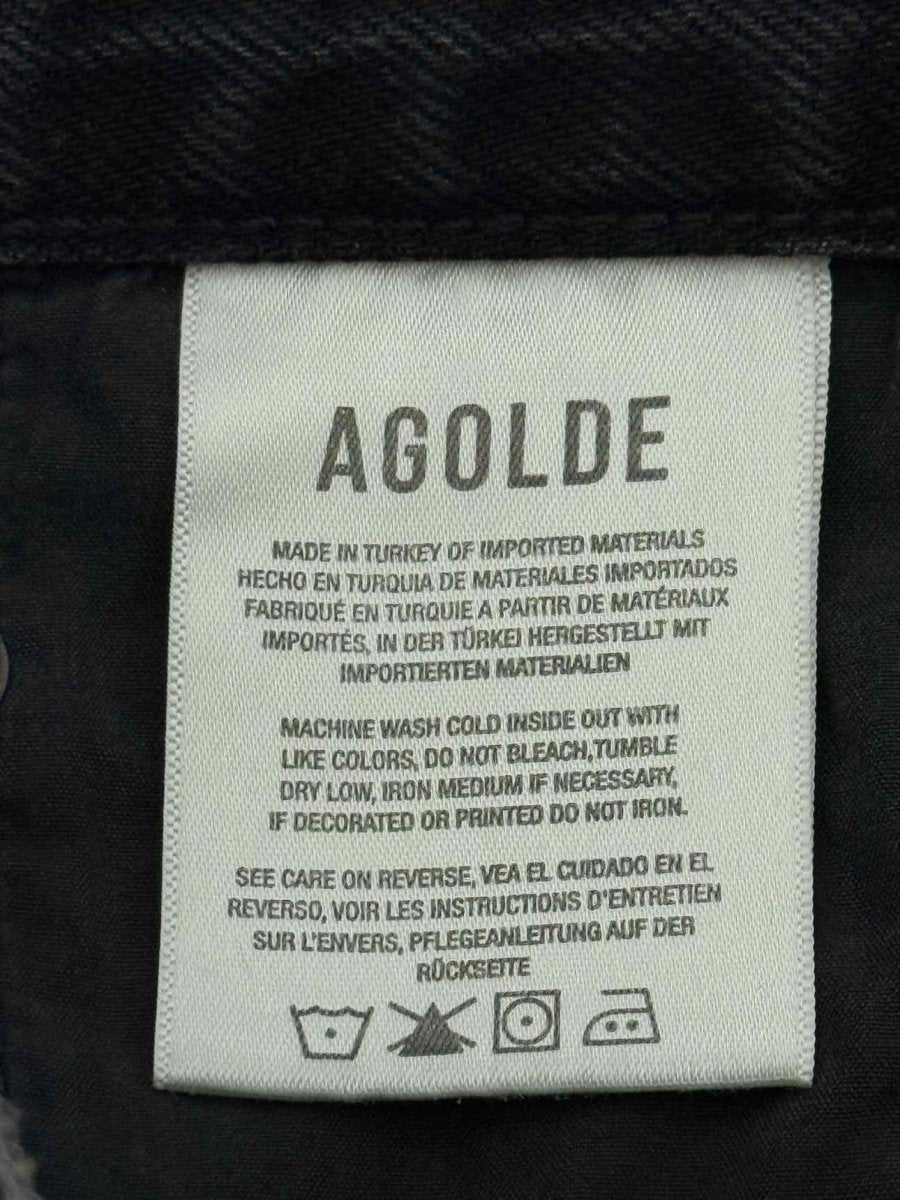 AGOLDE
MADE IN TURKEY OF IMPORTED MATERIALS
HECHO EN TURQUIA DE MATERIALES IMPORTADOS
FABRIQUÉ EN TURQUIE A PARTIR DE MATÉRIAUX
IMPORTÉS, IN DER TÜRKEI HERGESTELLT MIT
IMPORTIERTEN MATERIALIEN
MACHINE WASH COLD INSIDE OUT WITH
LIKE COLORS, DO NOT BLEACH, TUMBLE
DRY LOW, IRON MEDIUM IF NECESSARY,
IF DECORATED OR PRINTED DO NOT IRON.
SEE CARE ON REVERSE, VEA EL CUIDADO EN EL
REVERSO, VOIR LES INSTRUCTIONS D'ENTRETIEN
SUR L'ENVERS, PFLEGEANLEITUNG AUF DER
RÜCKSEITE